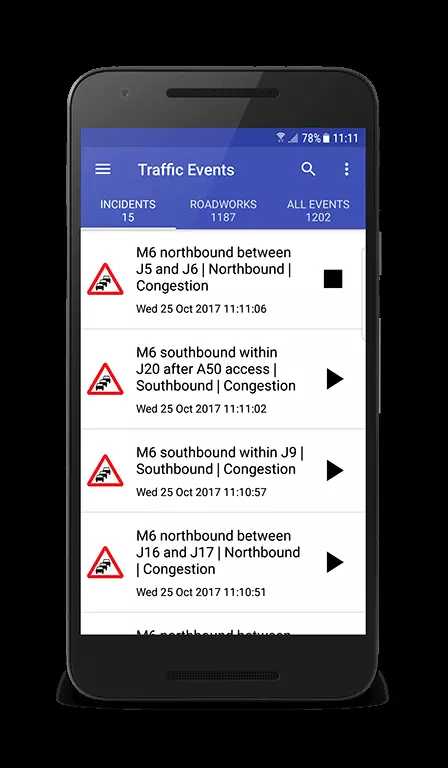 78% 11:11
Traffic Events
INCIDENTS ROADWORKS ALL EVENTS
15 1187 1202
M6 northbound between
J5 and J6 | Northbound |
Congestion
Wed 25 Oct 2017 11:11:06
M6 southbound within
J20 after A50 access |
Southbound | Congestion
Wed 25 Oct 2017 11:11:02
M6 southbound within J9 |
Southbound | Congestion
Wed 25 Oct 2017 11:10:57
M6 northbound between
J16 and J17 | Northbound
| Congestion
Wed 25 Oct 2017 11:10:51
M6 northbound between